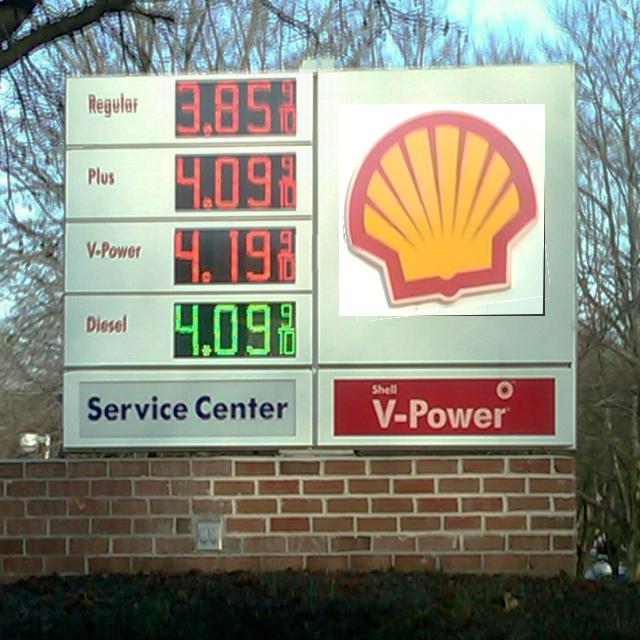 Regular 3.85 9/10
Plus 4.09 9/10
V-Power 4.19 9/10
Diesel 4.09 9/10
Service Center
Shell
V-Power